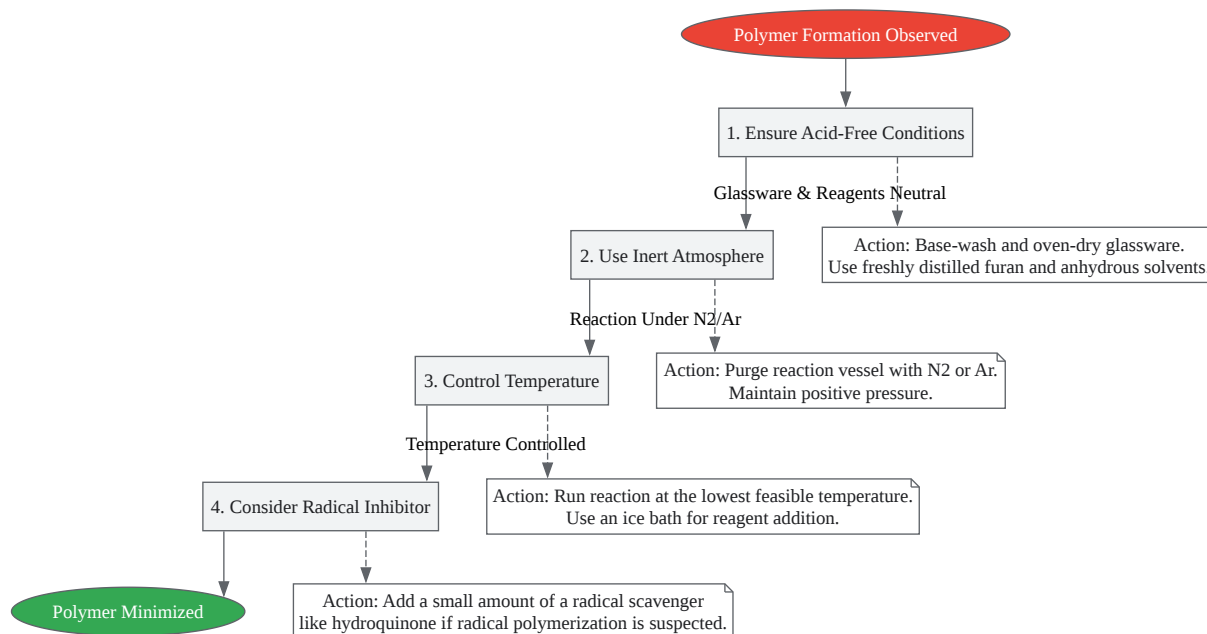 Polymer Formation Observed
1. Ensure Acid-Free Conditions
Glassware & Reagents Neutral
Action: Base-wash and oven-dry glassware.
Use freshly distilled furan and anhydrous solvents.
2. Use Inert Atmosphere
Reaction Under N2/Ar
Action: Purge reaction vessel with N2 or Ar.
Maintain positive pressure.
3. Control Temperature
Temperature Controlled
Action: Run reaction at the lowest feasible temperature.
Use an ice bath for reagent addition.
4. Consider Radical Inhibitor
Action: Add a small amount of a radical scavenger
like hydroquinone if radical polymerization is suspected.
Polymer Minimized